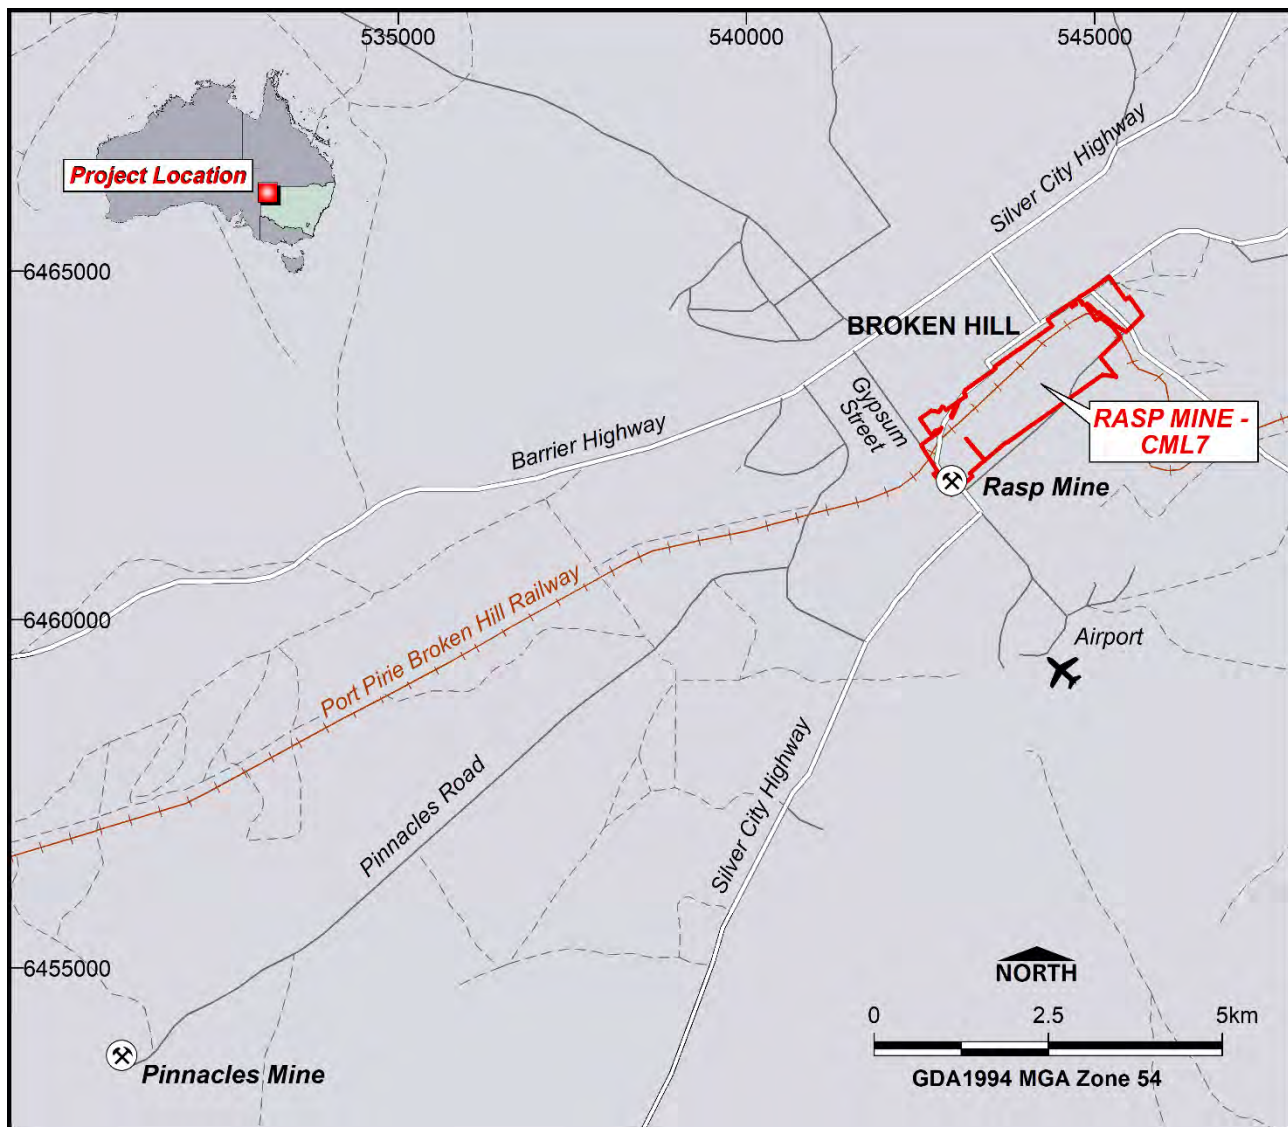 535000
540000
545000
Silver City Highway
Project Location
6465000
BROKEN HILL
Gypsum
Street
RASP MINE -
CML7
Barrier Highway
Rasp Mine
6460000
Airport
Port Pirie Broken Hill Railway
Pinnacles Road
Silver City Highway
6455000
NORTH
0 2.5 5km
GDA1994 MGA Zone 54
Pinnacles Mine